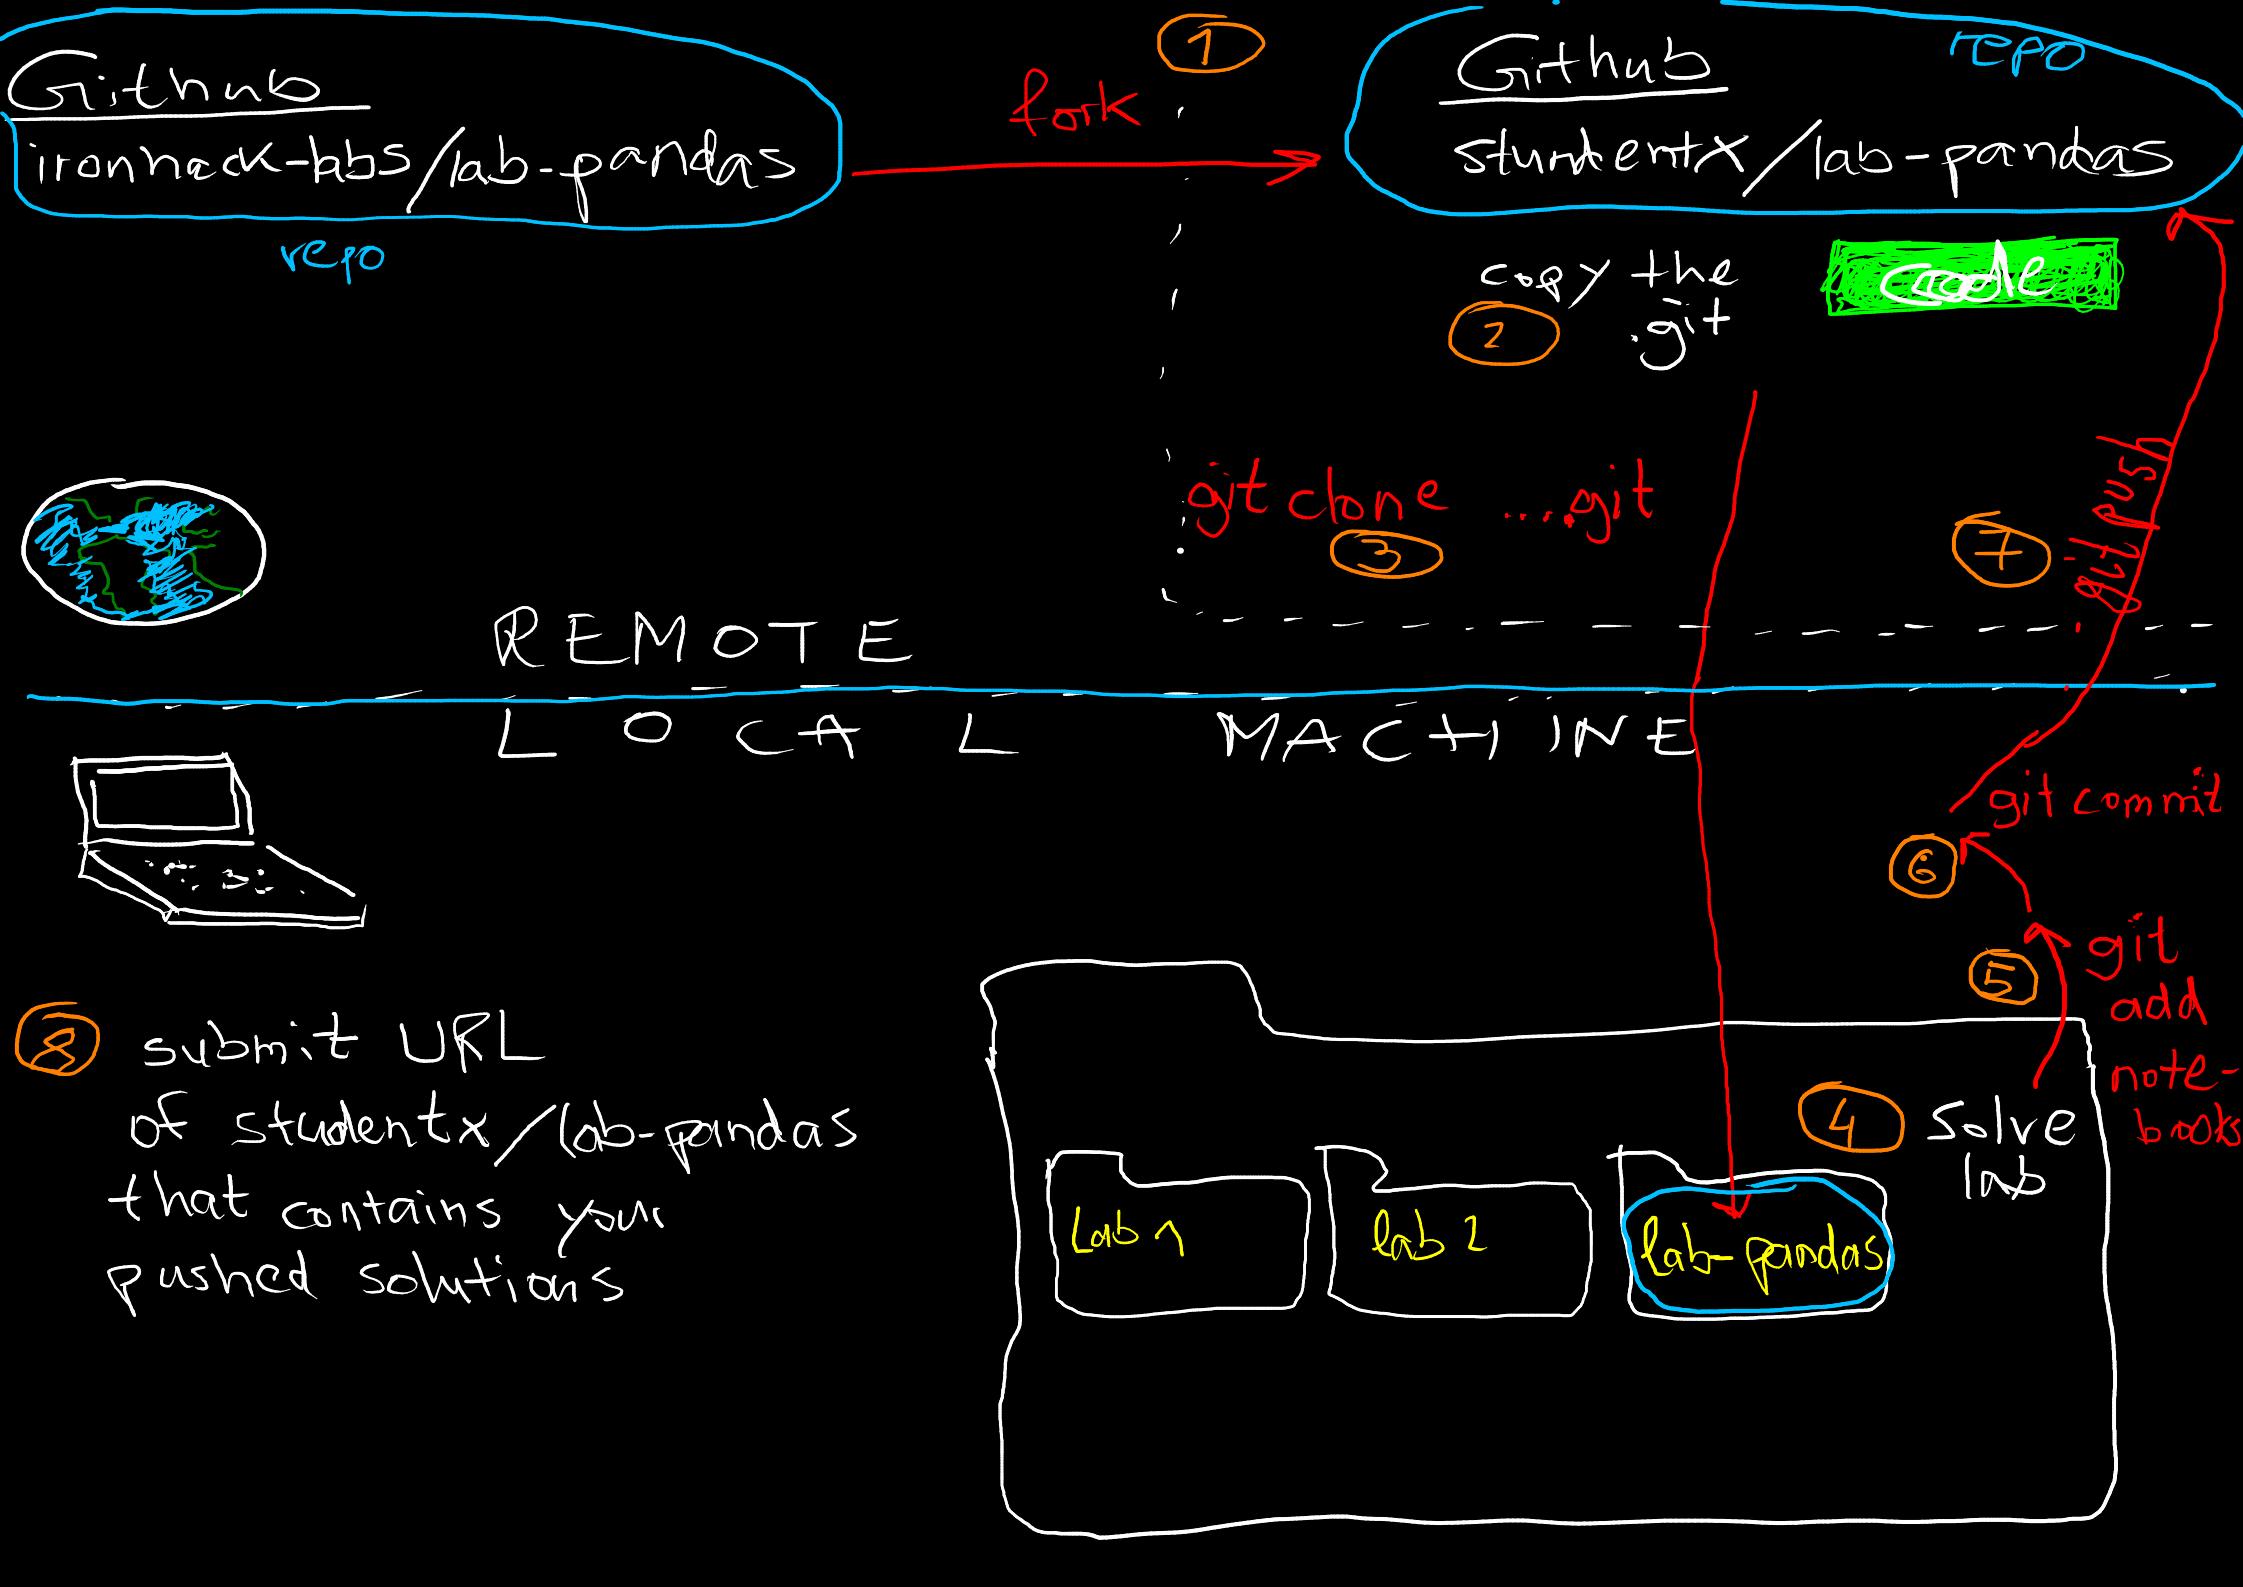 1
Github
ironhack-bbs/lab-pandas
repo
fork
Github
repo
sturdentx/lab-pandas
copy the
.git
2
code
git clone ....git
3
7
git push
REMOTE
LOCAL MACHINE
git commit
6
5
git
add
note-
books
4
solve
lab
Lab 1
lab 2
lab-pandas
8
submit URL
of studentx/lab-pandas
that contains your
pushed solutions